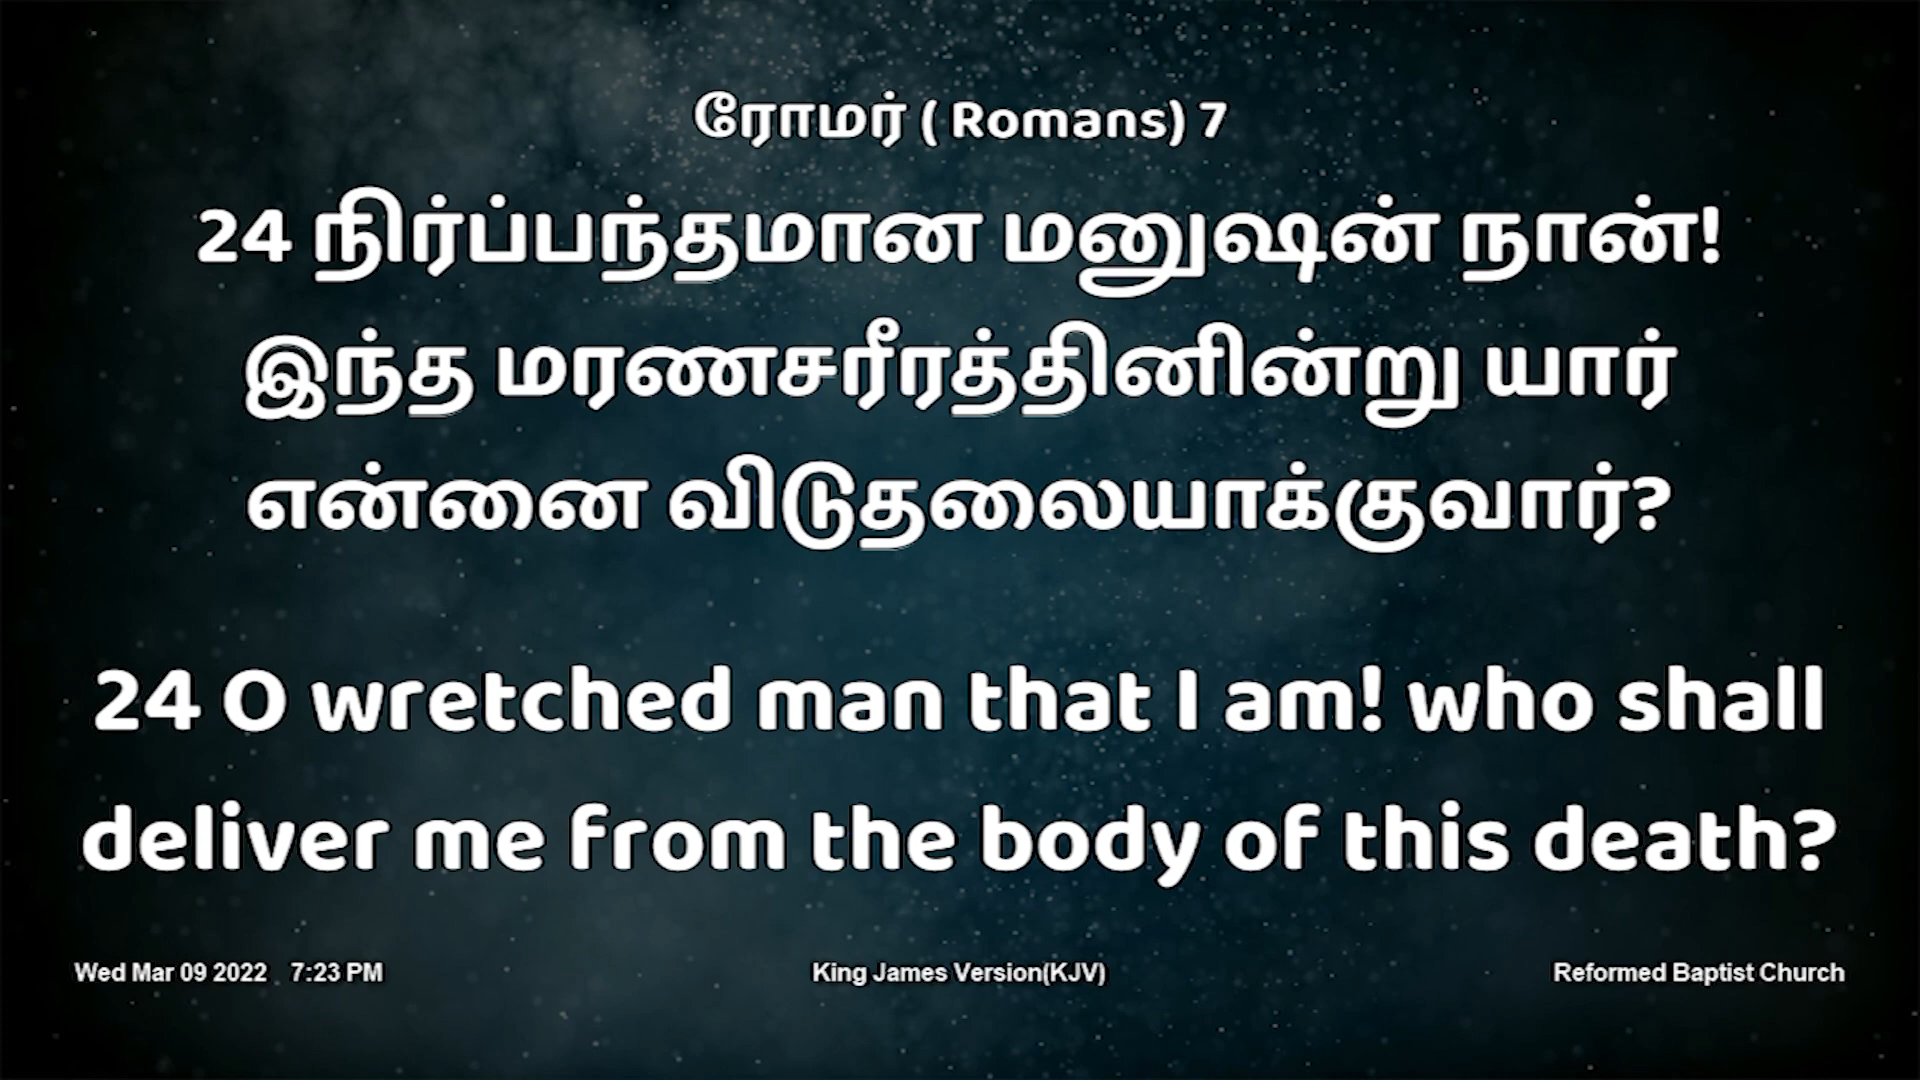 ரோமர் ( Romans) 7
24 நிர்ப்பந்தமான மனுஷன் நான்!
இந்த மரணசரீரத்தினின்று யார்
என்னை விடுதலையாக்குவார்?
24 O wretched man that I am! who shall
deliver me from the body of this death?
Wed Mar 09 2022 7:23 PM King James Version(KJV) Reformed Baptist Church